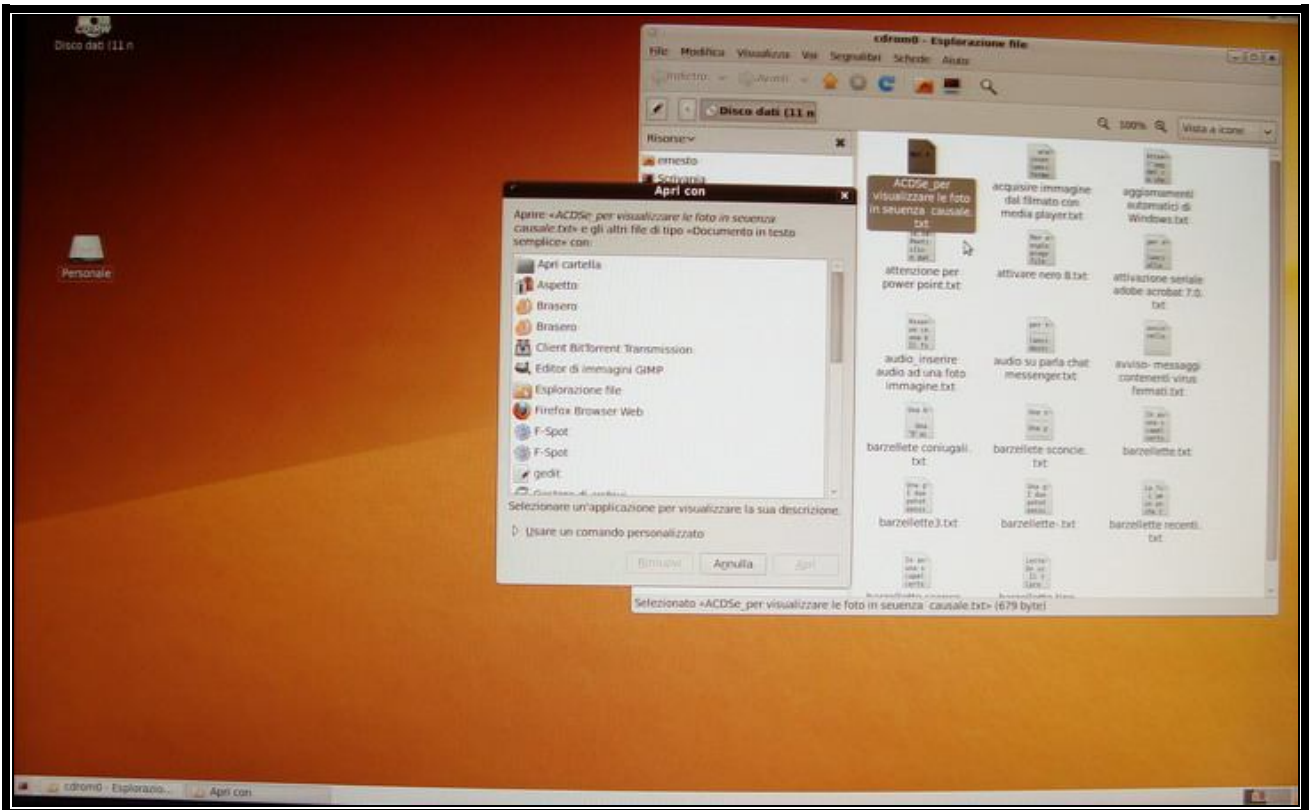 Disco dati (11 n
Personale
cdrom0 - Esplorazione file
File Modifica Visualizza Vai Segnalibri Schede Aiuto
Indietro Avanti
Disco dati (11 n
100% Vista a icone
Risorse
ernesto
Scrivania
ACDSe_per
visualizzare le foto
in seuenza causale.
txt
acquisire immagine
dal filmato con
media player.txt
aggiornamenti
automatici di
Windows.txt
attenzione per
power point.txt
attivare nero 8.txt
attivazione seriale
adobe acrobat 7.0.
txt
audio_inserire
audio ad una foto
immagine.txt
audio su parla chat
messenger.txt
avviso- messaggi
contenenti virus
fermati.txt
barzellete coniugali.
txt
barzellete sconcie.
txt
barzellette.txt
barzellette3.txt
barzellette-.txt
barzellette recenti.
txt
Selezionato «ACDSe_per visualizzare le foto in seuenza causale.txt» (679 byte)
Apri con
Aprire «ACDSe_per visualizzare le foto in seuenza
causale.txt» e gli altri file di tipo «Documento in testo
semplice» con:
Apri cartella
Aspetto
Brasero
Brasero
Client BitTorrent Transmission
Editor di immagini GIMP
Esplorazione file
Firefox Browser Web
F-Spot
F-Spot
gedit
Selezionare un'applicazione per visualizzare la sua descrizione.
Usare un comando personalizzato
Rimuovi Annulla Apri
cdrom0 - Esplorazio... Apri con